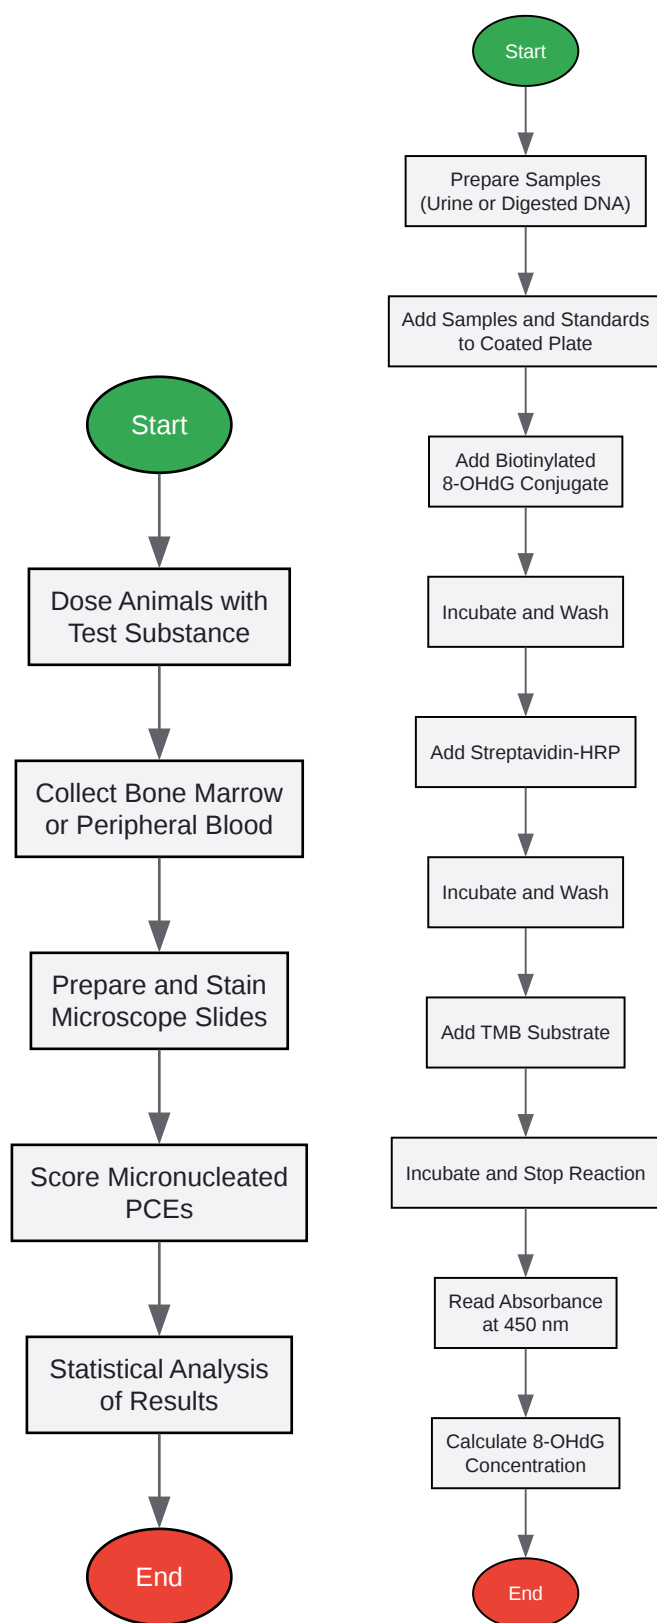 Start
Dose Animals with
Test Substance
Collect Bone Marrow
or Peripheral Blood
Prepare and Stain
Microscope Slides
Score Micronucleated
PCEs
Statistical Analysis
of Results
End
Start
Prepare Samples
(Urine or Digested DNA)
Add Samples and Standards
to Coated Plate
Add Biotinylated
8-OHdG Conjugate
Incubate and Wash
Add Streptavidin-HRP
Incubate and Wash
Add TMB Substrate
Incubate and Stop Reaction
Read Absorbance
at 450 nm
Calculate 8-OHdG
Concentration
End